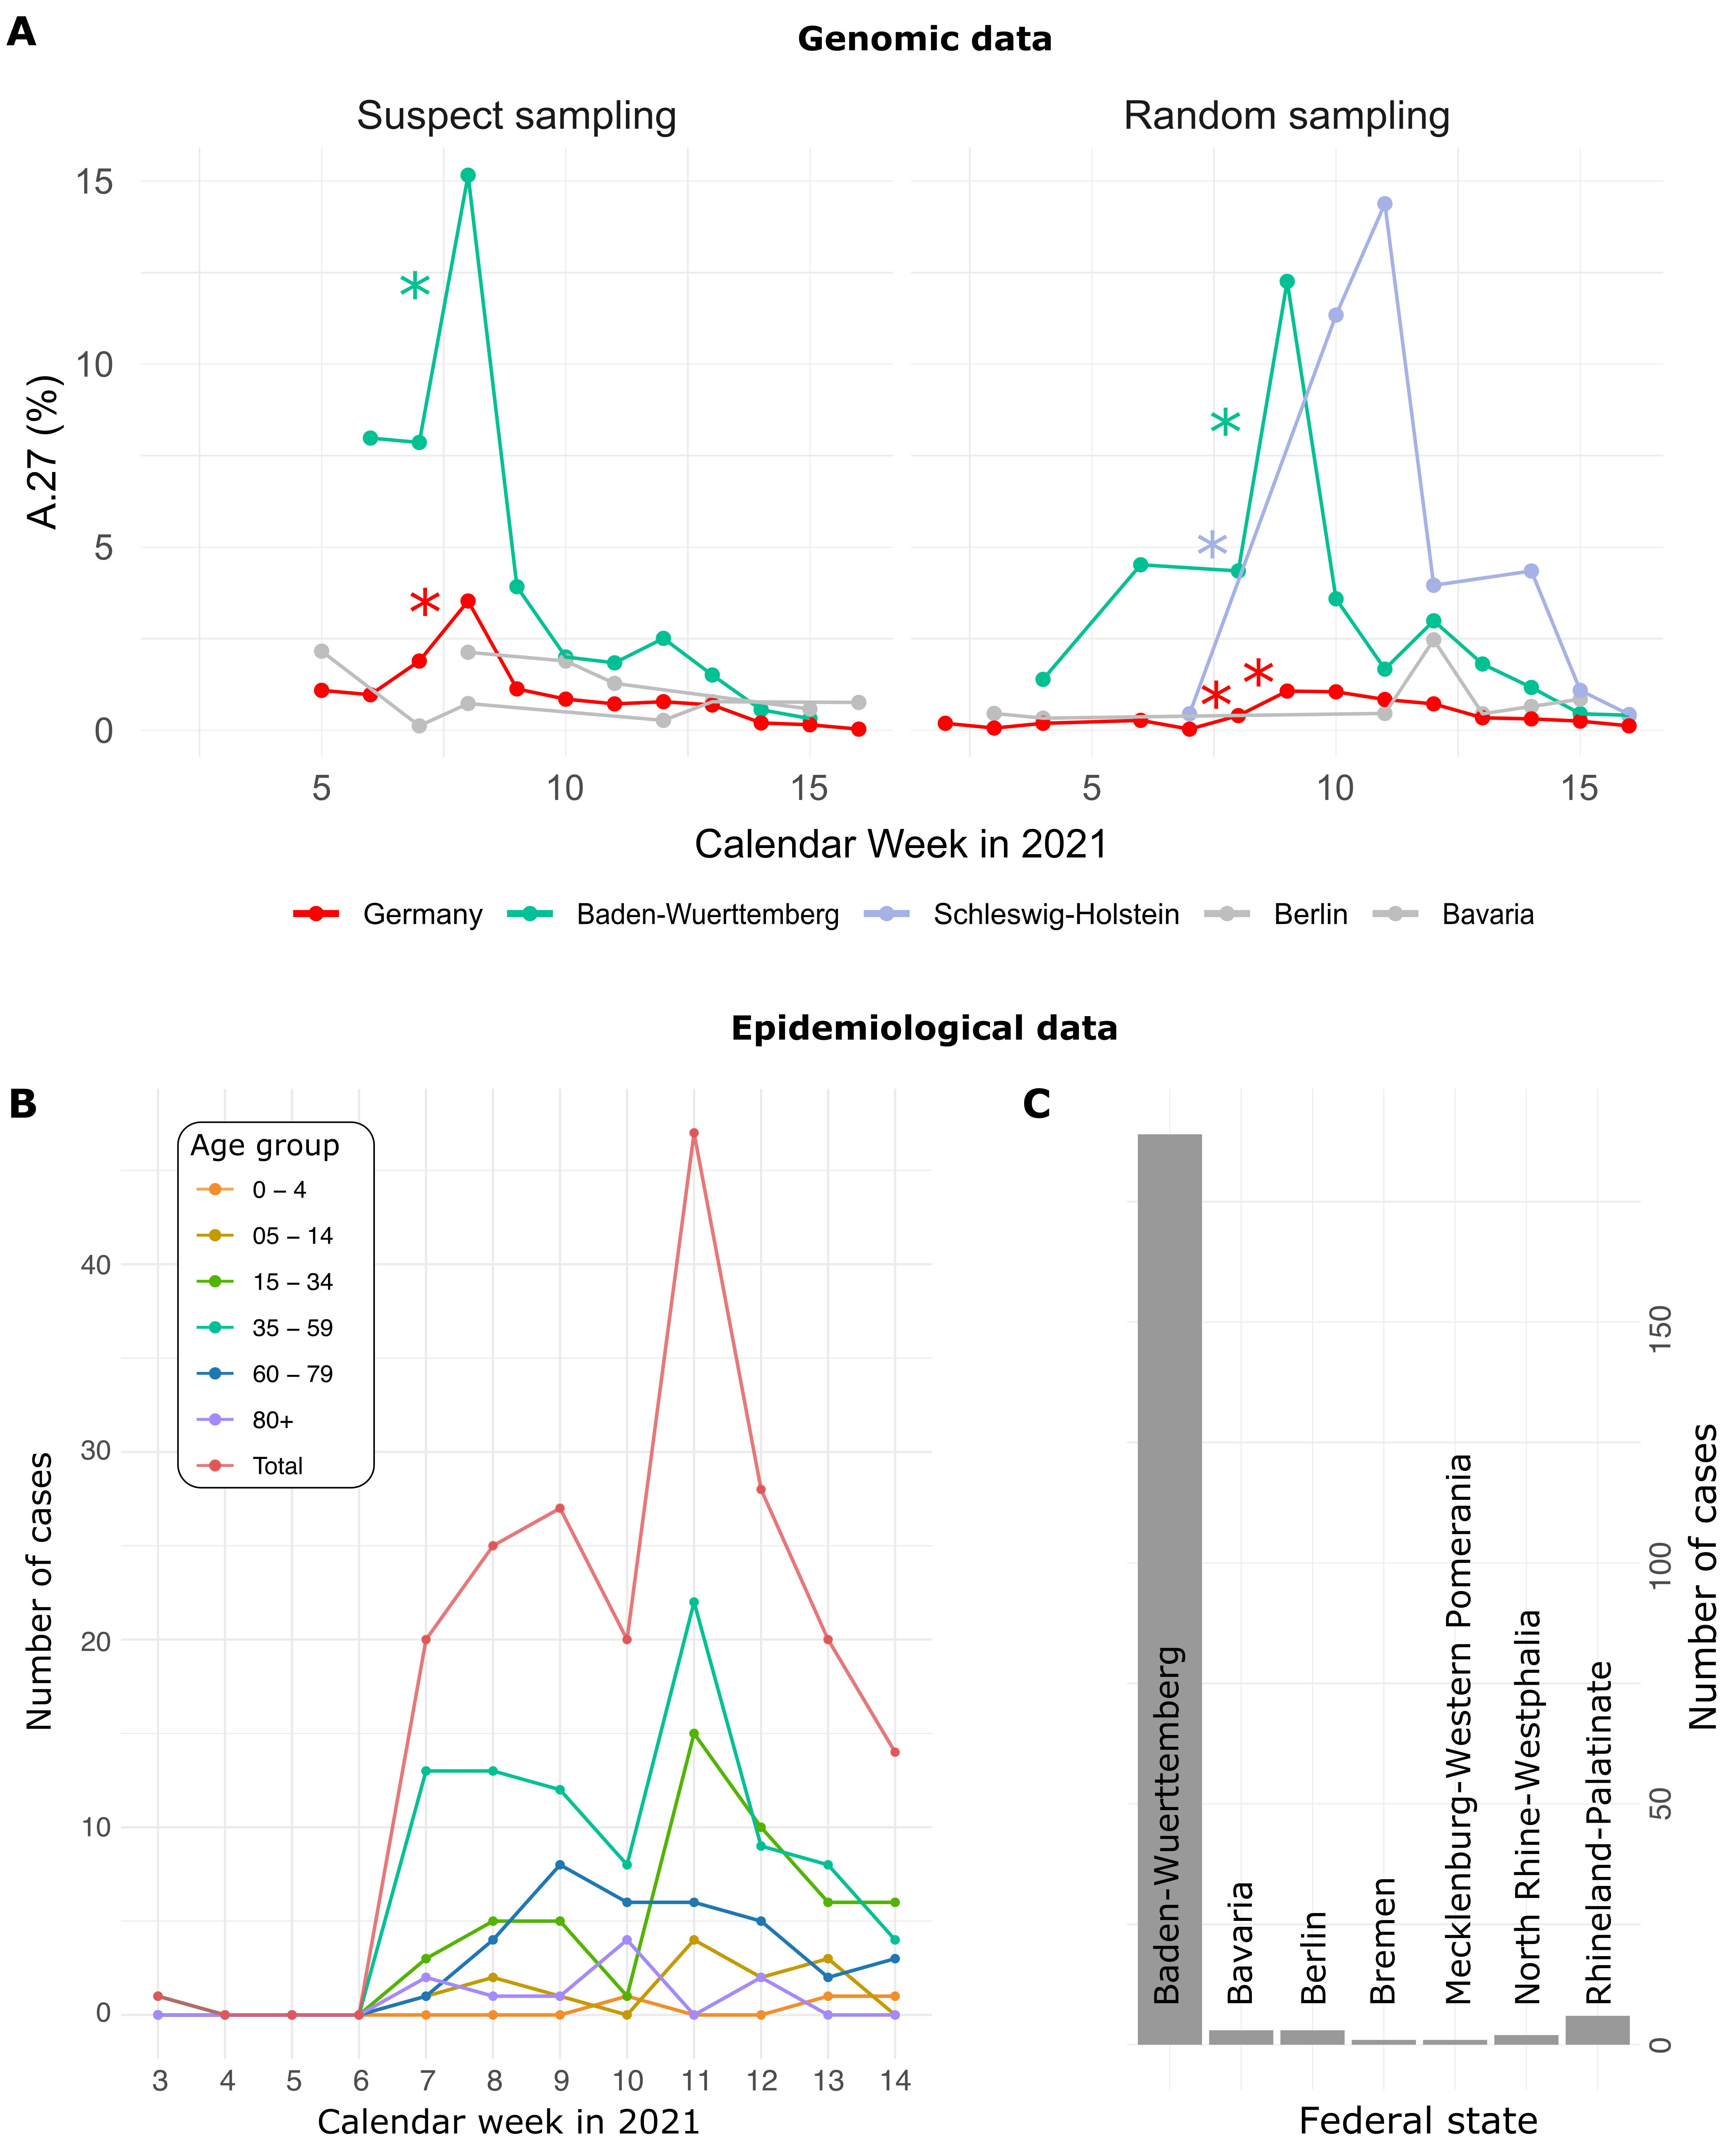 A
Genomic data
Suspect sampling
Random sampling
A.27 (%)
15
10
5
0
5
10
15
5
10
15
Calendar Week in 2021
Germany
Baden-Wuerttemberg
Schleswig-Holstein
Berlin
Bavaria
Epidemiological data
B
Age group
0 – 4
05 – 14
15 – 34
35 – 59
60 – 79
80+
Total
Number of cases
40
30
20
10
0
3 4 5 6 7 8 9 10 11 12 13 14
Calendar week in 2021
C
Baden-Wuerttemberg
Bavaria
Berlin
Bremen
Mecklenburg-Western Pomerania
North Rhine-Westphalia
Rhineland-Palatinate
150
100
50
0
Number of cases
Federal state